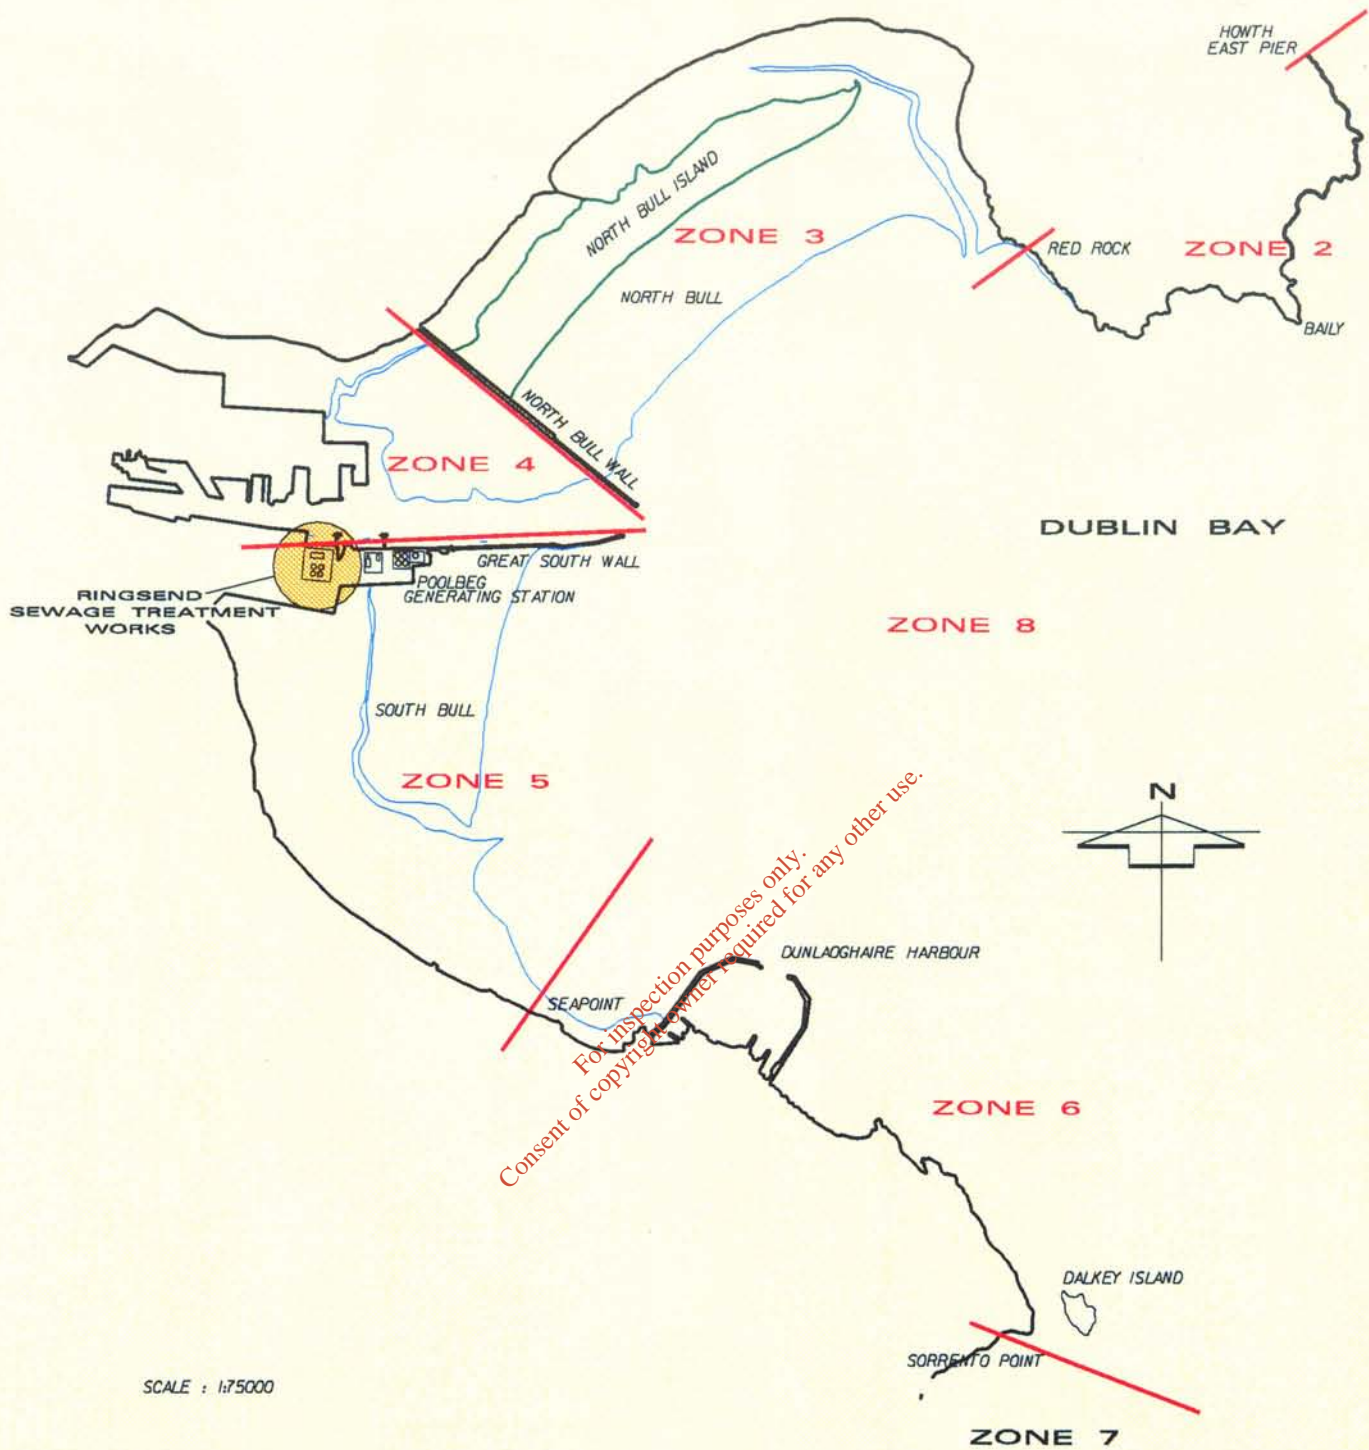 HOWTH
EAST PIER
NORTH BULL ISLAND
ZONE 3
RED ROCK
ZONE 2
NORTH BULL
BAILY
NORTH BULL WALL
ZONE 4
DUBLIN BAY
GREAT SOUTH WALL
POOLBEG
GENERATING STATION
RINGSEND
SEWAGE TREATMENT
WORKS
ZONE 8
SOUTH BULL
ZONE 5
N
For inspection purposes only.
Consent of copyright owner required for any other use.
DUNLAOGHAIRE HARBOUR
SEAPOINT
ZONE 6
DALKEY ISLAND
SORRENTO POINT
SCALE : 1:75000
ZONE 7